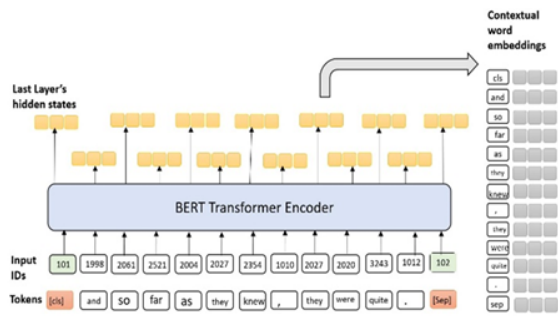 Contextual
word
embeddings
Last Layer's
hidden states
cls
and
so
far
as
they
knew
,
they
were
quite
.
sep
BERT Transformer Encoder
Input
IDs
101 1998 2061 2521 2004 2027 2354 1010 2027 2020 3243 1012 102
Tokens
[cls] and so far as they knew , they were quite . [Sep]